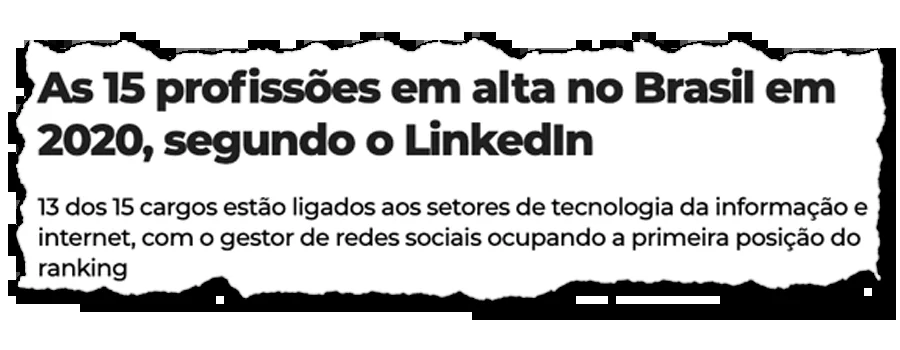 As 15 profissões em alta no Brasil em
2020, segundo o LinkedIn
13 dos 15 cargos estão ligados aos setores de tecnologia da informação e
internet, com o gestor de redes sociais ocupando a primeira posição do
ranking